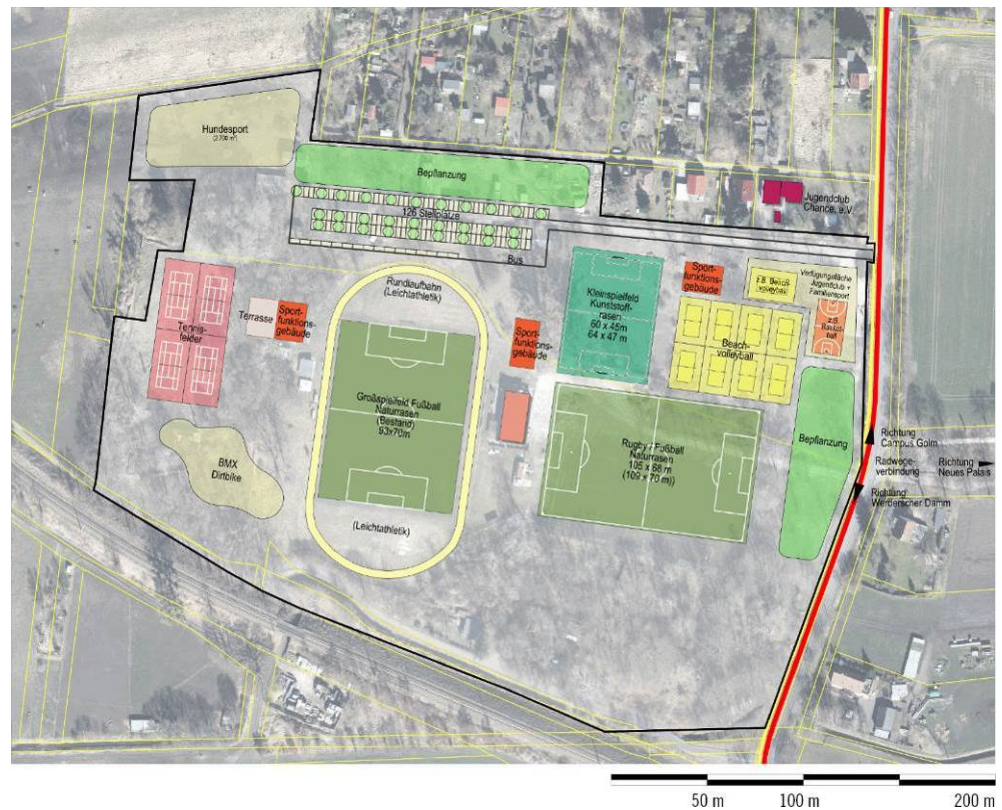 Hundesport
(2.700 m²)
Bepflanzung
126 Stellplätze
Bus
Jugendclub
Chance. e.V.
Rundlaufbahn
(Leichtathletik)
Kleinspielfeld
Kunststoff-
rasen
60 x 45m
64 x 47 m
Sport-
funktions-
gebäude
z.B. Beach-
volleyball
Verfügungsfläche
Jugendclub +
Familiensport
z.B.
Basket-
ball
Tennis-
felder
Terrasse
Sport-
funktions-
gebäude
Sport-
funktions-
gebäude
Beach-
volleyball
Großspielfeld Fußball
Naturrasen
(Bestand)
93x70m
Rugby / Fußball
Naturrasen
105 x 68 m
(109 x 70 m))
Bepflanzung
BMX
Dirtbike
(Leichtathletik)
Richtung
Campus Golm
Radwege-
verbindung
Richtung
Neues Palais
Richtung
Werderscher Damm
50 m
100 m
200 m